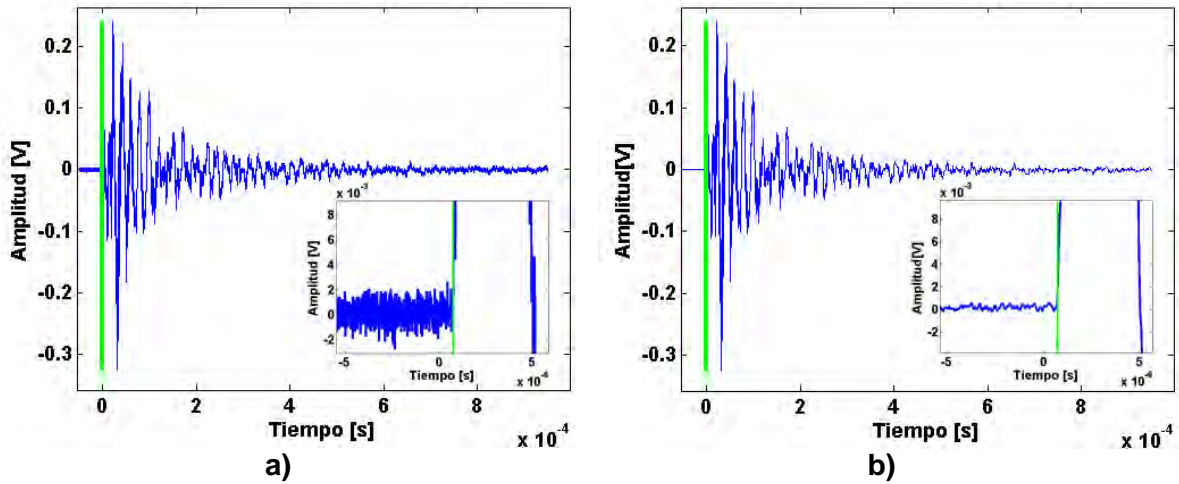 0.2
0.1
0
-0.1
-0.2
-0.3
Amplitud [V]
0 2 4 6 8
Tiempo [s]
x 10⁻⁴
x 10⁻³
8
6
4
2
0
-2
Amplitud [V]
-5 0 5
Tiempo [s]
x 10⁻⁶
a)
0.2
0.1
0
-0.1
-0.2
-0.3
Amplitud[V]
0 2 4 6 8
Tiempo [s]
x 10⁻⁴
x 10⁻³
8
6
4
2
0
-2
Amplitud[V]
-5 0 5
Tiempo [s]
x 10⁻⁶
b)